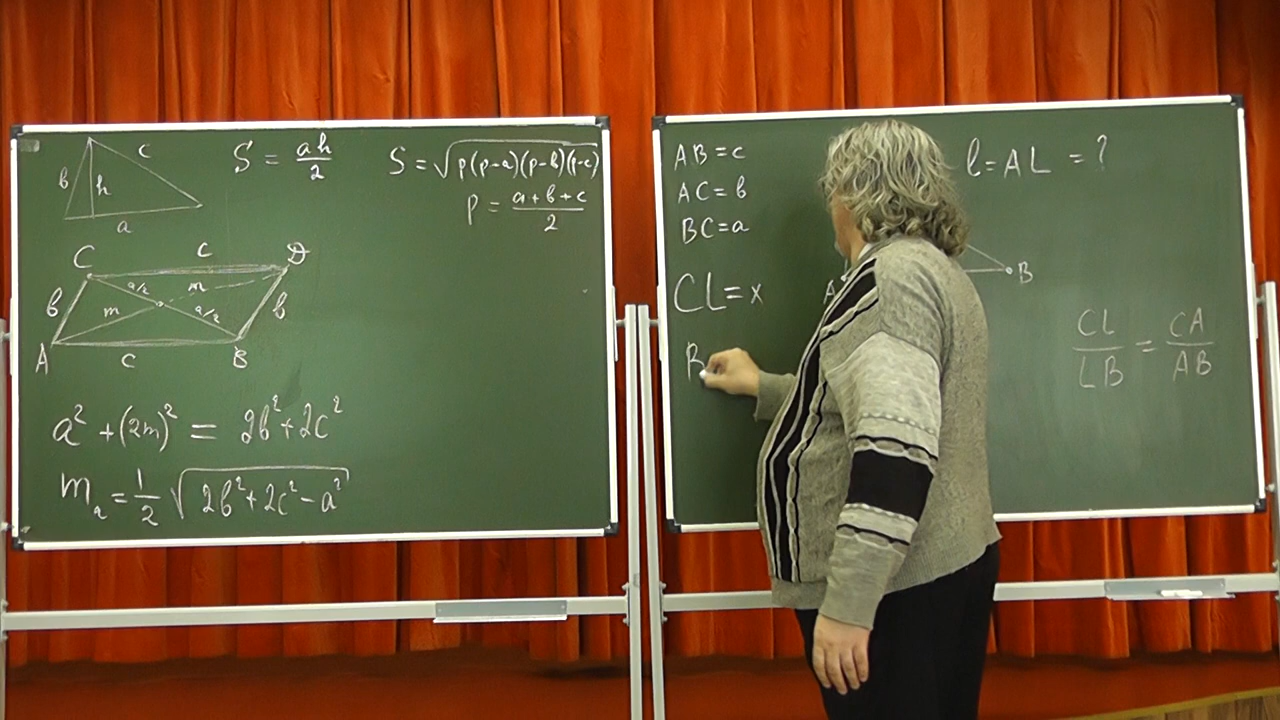 b
c
h
a
S = ah/2
S = √p(p-a)(p-b)(p-c)
p = a+b+c/2
C
c
D
b
a/2
m
m
a/2
b
A
c
B
a² + (2m)² = 2b² + 2c²
mₐ = 1/2 √2b² + 2c² - a²
AB = c
AC = b
BC = a
CL = x
B
l = AL = ?
A
B
CL/LB = CA/AB